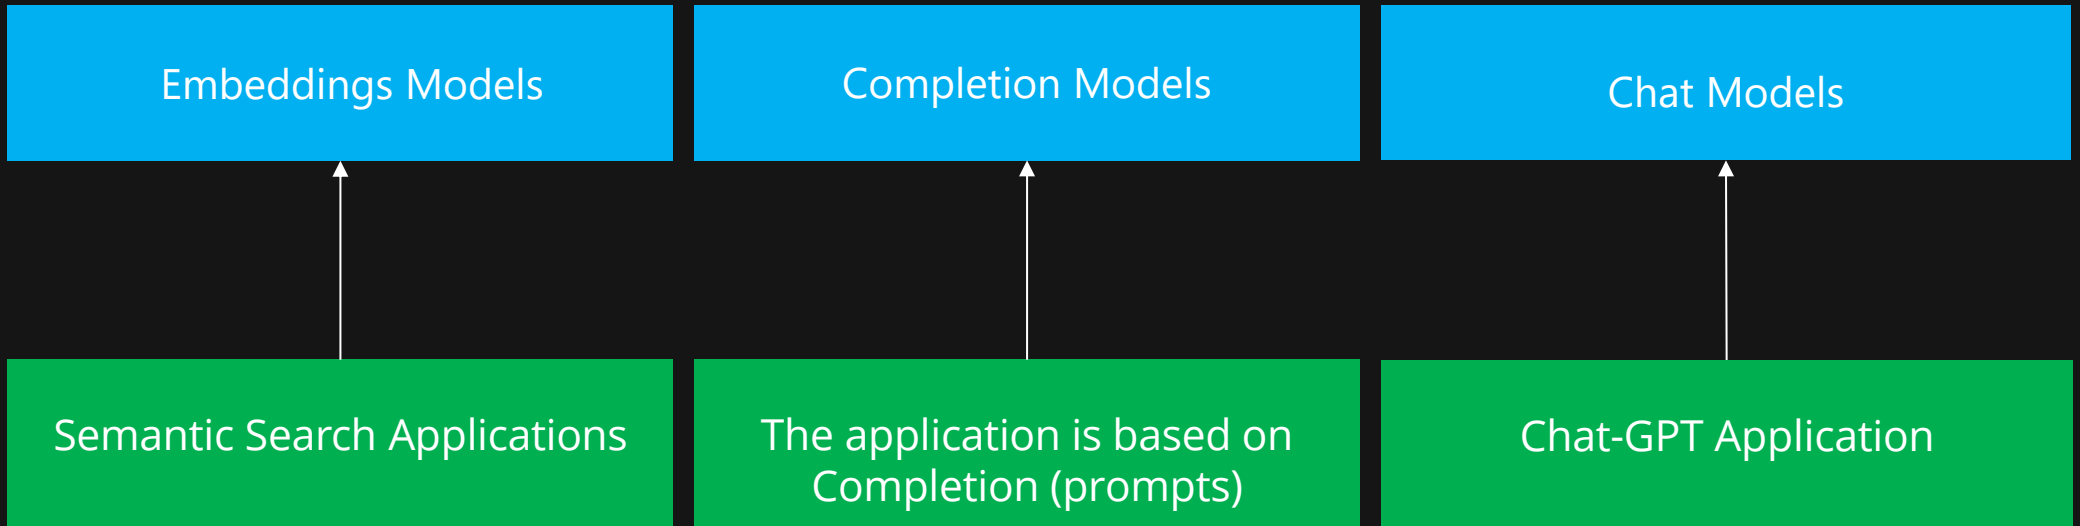 Embeddings Models
Completion Models
Chat Models
Semantic Search Applications
The application is based on
Completion (prompts)
Chat-GPT Application